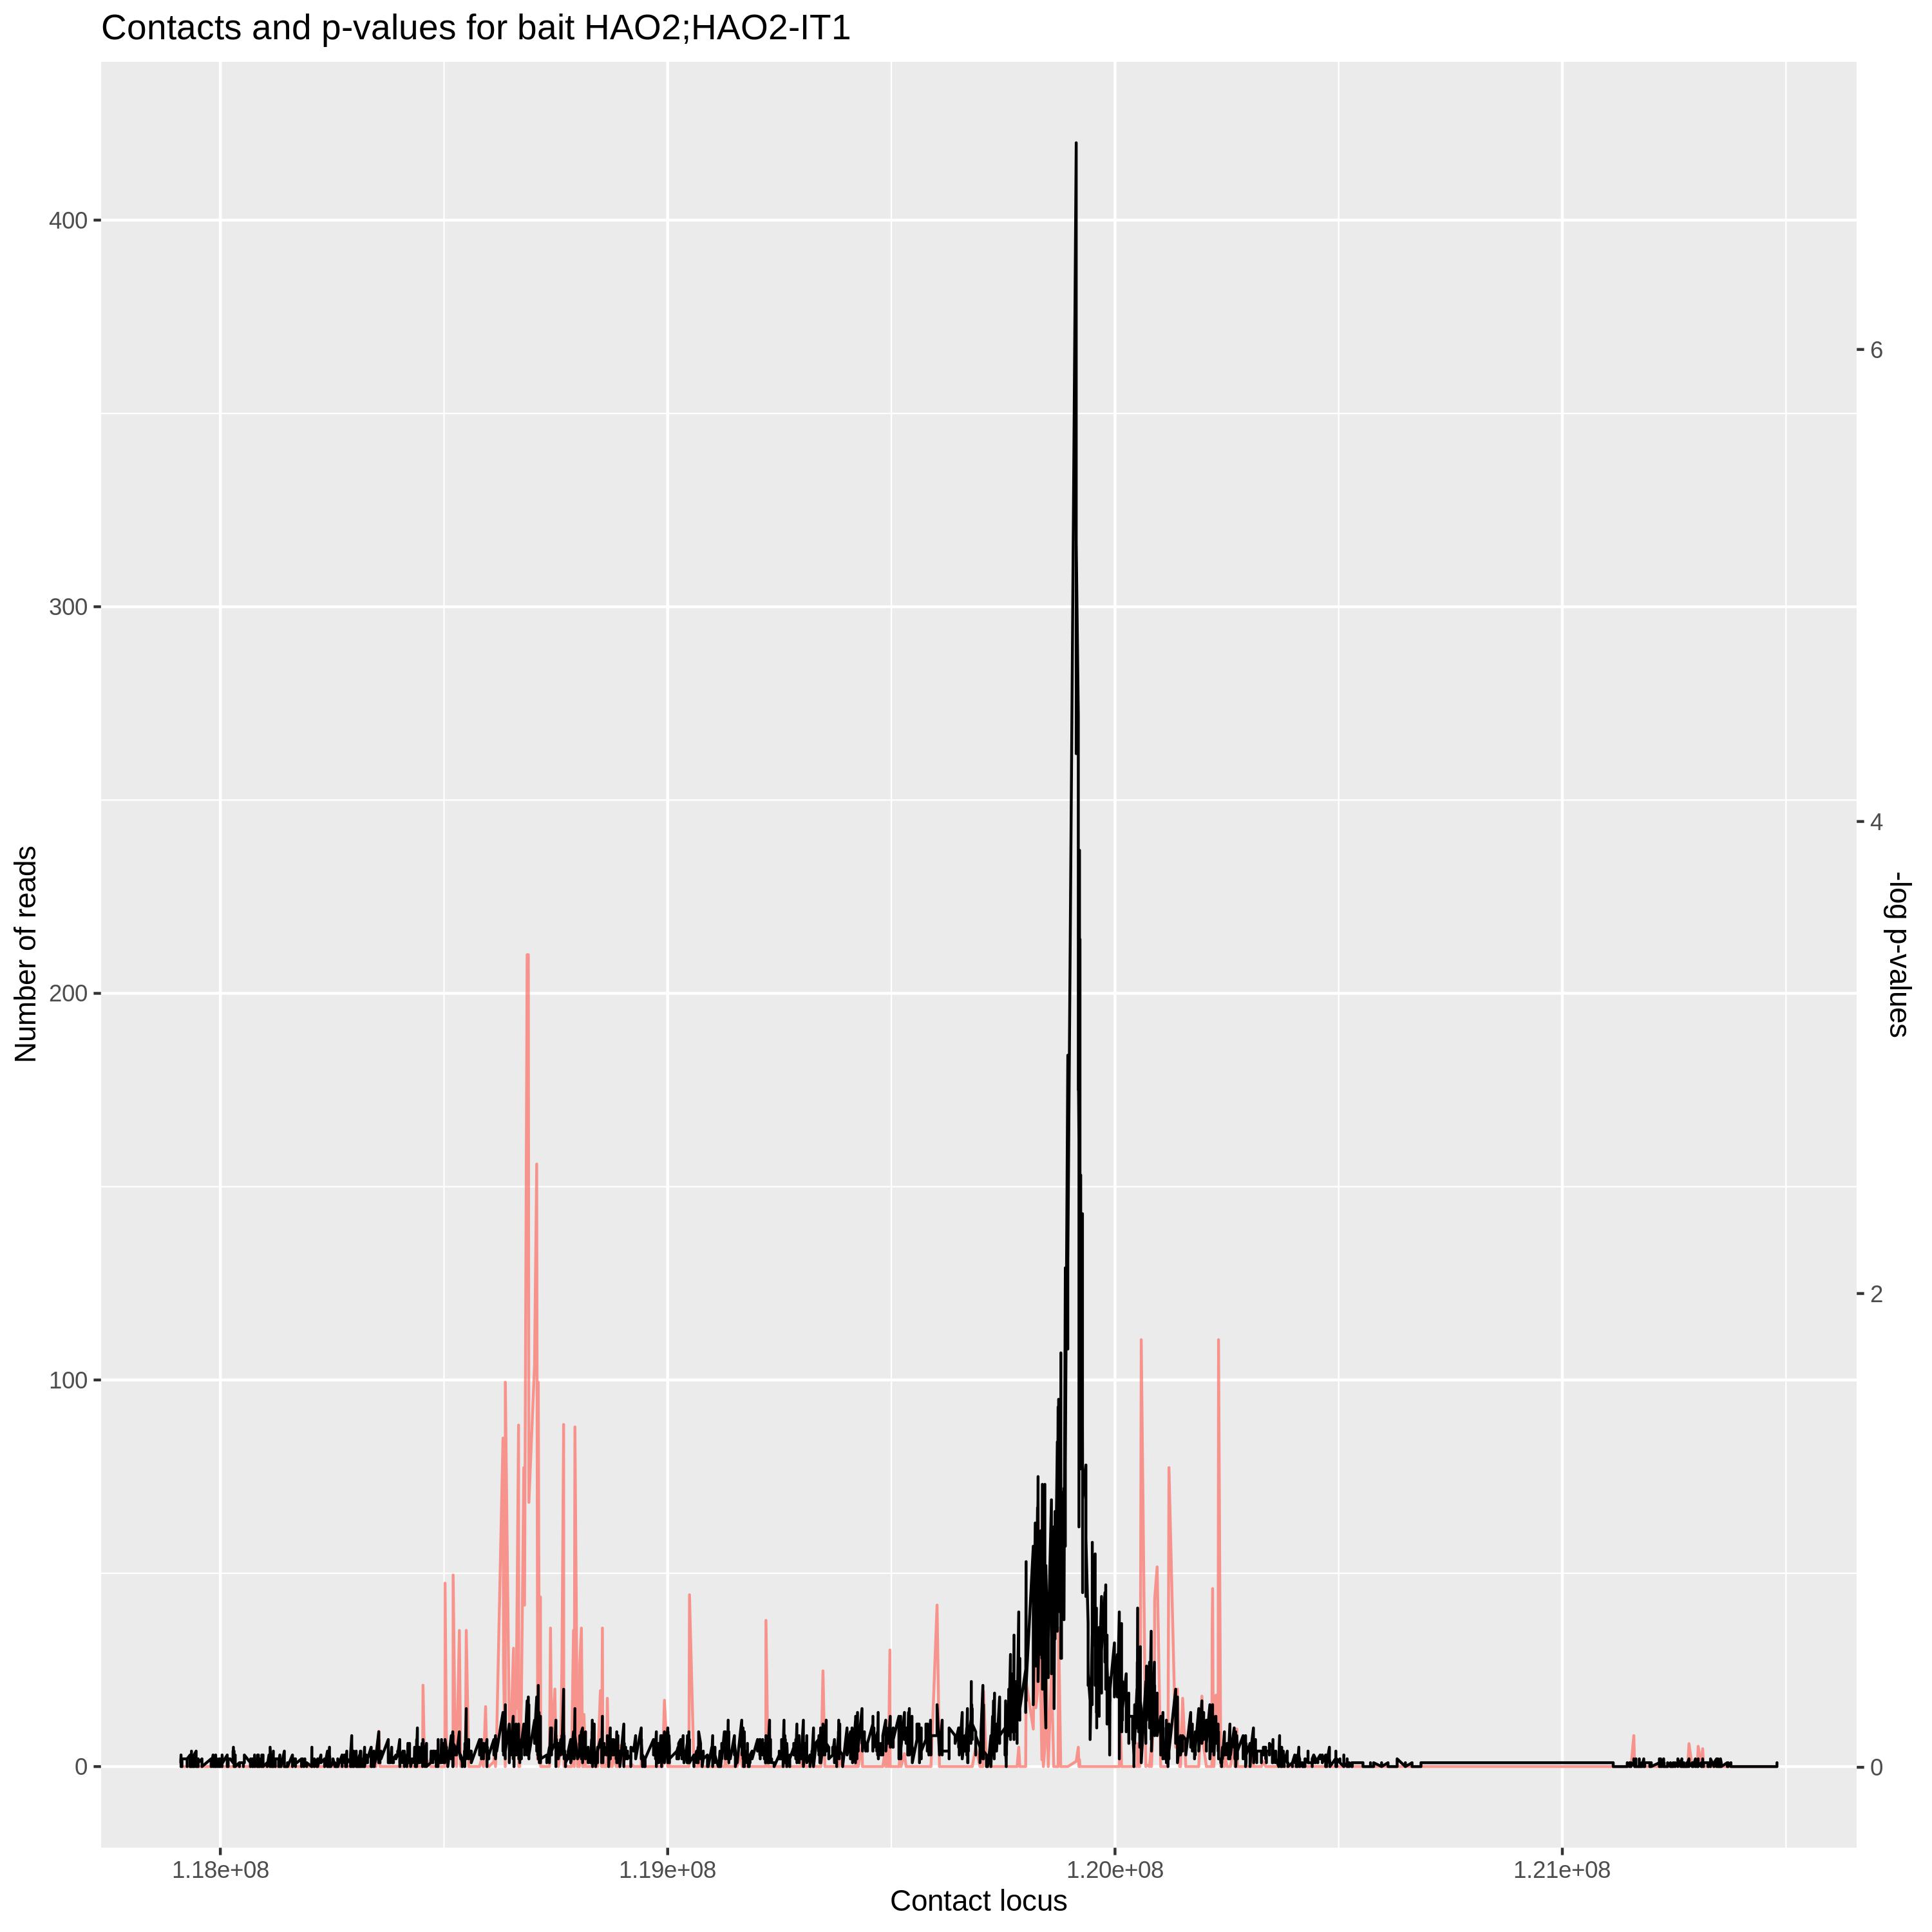 Contacts and p-values for bait HAO2;HAO2-IT1
400
300
200
100
0
Number of reads
6
4
2
0
-log p-values
1.18e+08
1.19e+08
1.20e+08
1.21e+08
Contact locus